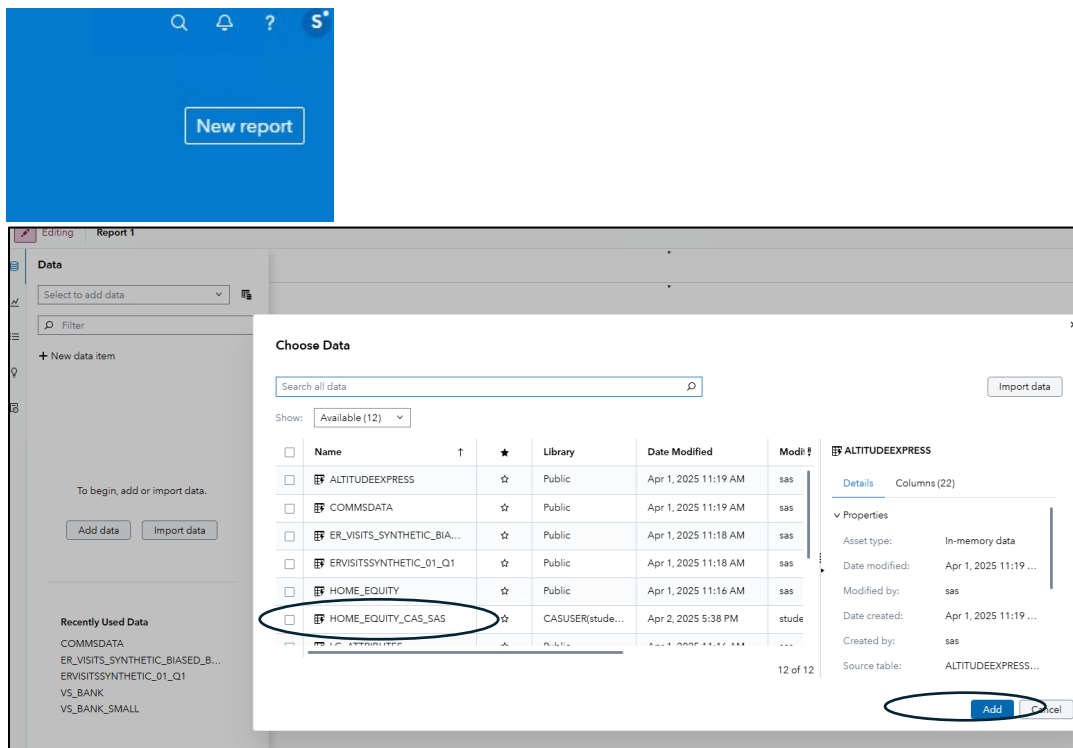 S
New report
Editing Report 1
Data
Select to add data
Filter
+ New data item
To begin, add or import data.
Add data Import data
Recently Used Data
COMMSDATA
ER_VISITS_SYNTHETIC_BIASED_B...
ERVISITSSYNTHETIC_01_Q1
VS_BANK
VS_BANK_SMALL
Choose Data
Search all data
Import data
Show: Available (12)
Name Library Date Modified Modif
ALTITUDEEXPRESS Public Apr 1, 2025 11:19 AM sas
COMMSDATA Public Apr 1, 2025 11:19 AM sas
ER_VISITS_SYNTHETIC_BIA... Public Apr 1, 2025 11:18 AM sas
ERVISITSSYNTHETIC_01_Q1 Public Apr 1, 2025 11:18 AM sas
HOME_EQUITY Public Apr 1, 2025 11:16 AM sas
HOME_EQUITY_CAS_SAS CASUSER(stude... Apr 2, 2025 5:38 PM stude
12 of 12
ALTITUDEEXPRESS
Details Columns (22)
Properties
Asset type: In-memory data
Date modified: Apr 1, 2025 11:19 ...
Modified by: sas
Date created: Apr 1, 2025 11:19 ...
Created by: sas
Source table: ALTITUDEEXPRESS...
Add Cancel